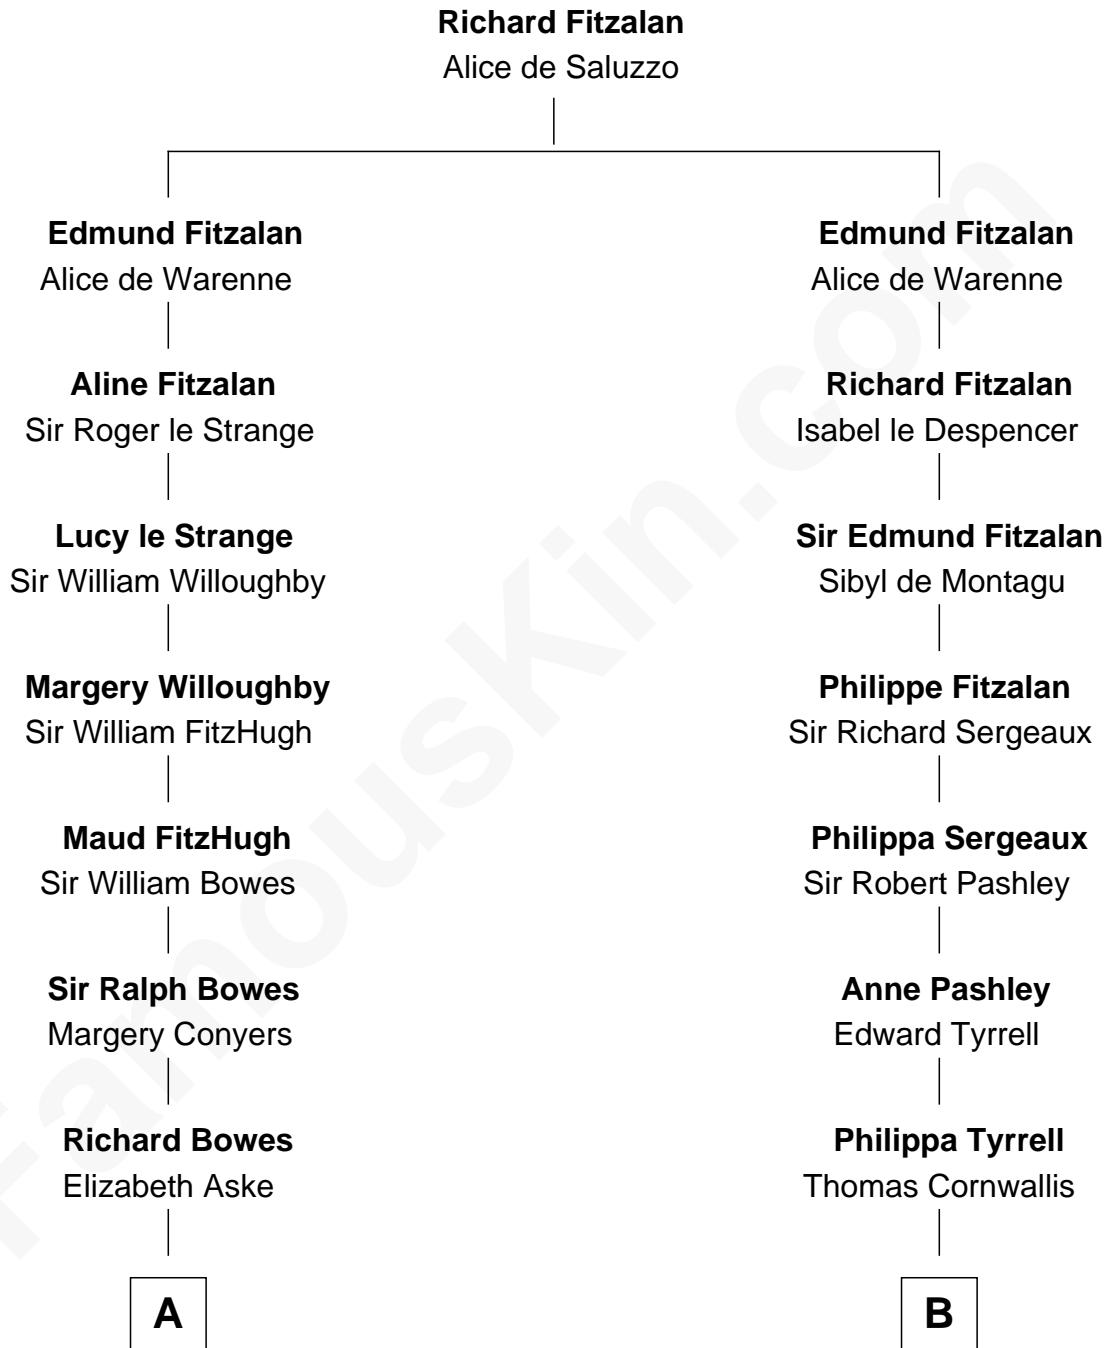 Richard Fitzalan
Alice de Saluzzo
Edmund Fitzalan
Alice de Warenne
Edmund Fitzalan
Alice de Warenne
Aline Fitzalan
Sir Roger le Strange
Richard Fitzalan
Isabel le Despencer
Lucy le Strange
Sir William Willoughby
Sir Edmund Fitzalan
Sibyl de Montagu
Margery Willoughby
Sir William FitzHugh
Philippe Fitzalan
Sir Richard Sergeaux
Maud FitzHugh
Sir William Bowes
Philippa Sergeaux
Sir Robert Pashley
Sir Ralph Bowes
Margery Conyers
Anne Pashley
Edward Tyrrell
Richard Bowes
Elizabeth Aske
Philippa Tyrrell
Thomas Cornwallis
A
B
FamousKin.com